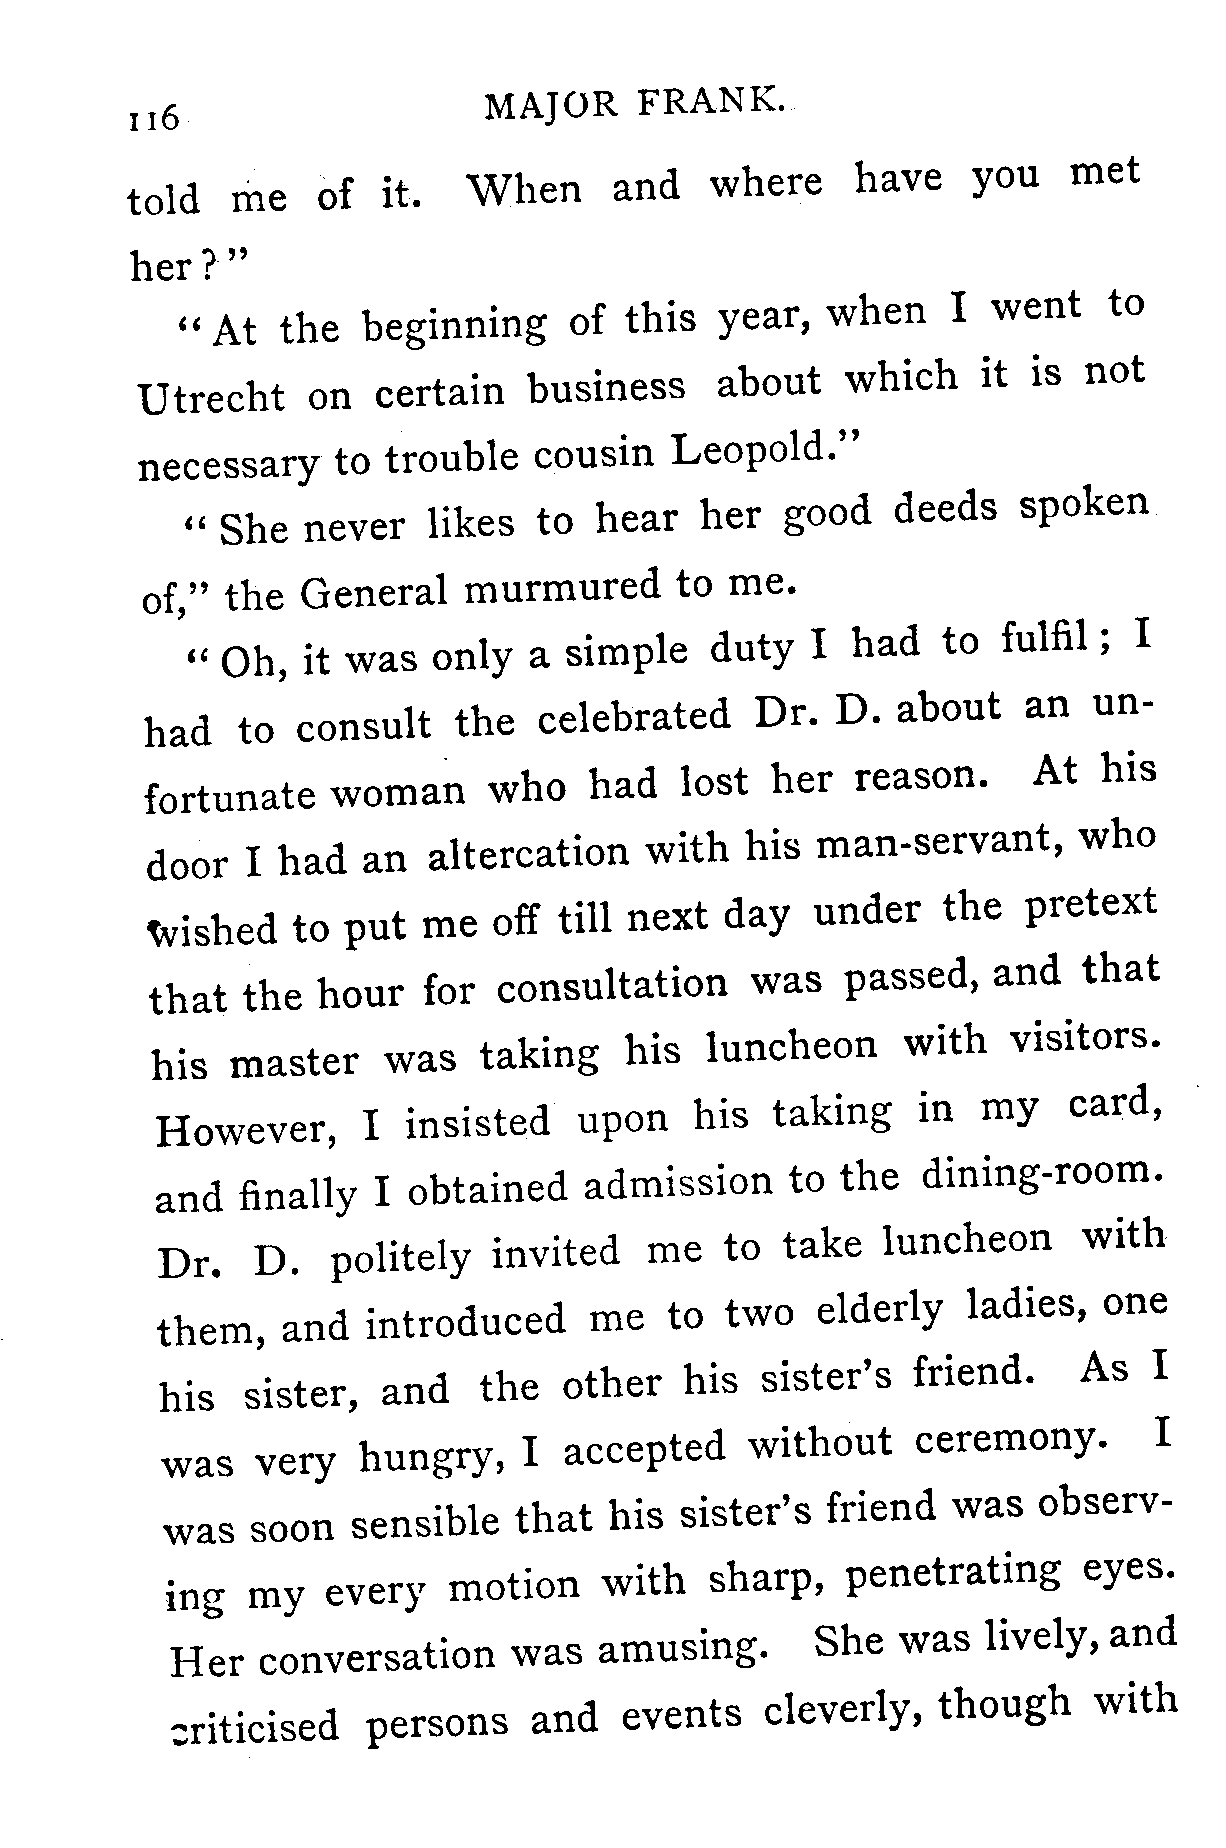 116 MAJOR FRANK.
told me of it. When and where have you met
her?"
"At the beginning of this year, when I went to
Utrecht on certain business about which it is not
necessary to trouble cousin Leopold."
"She never likes to hear her good deeds spoken
of," the General murmured to me.
"Oh, it was only a simple duty I had to fulfil; I
had to consult the celebrated Dr. D. about an un-
fortunate woman who had lost her reason. At his
door I had an altercation with his man-servant, who
wished to put me off till next day under the pretext
that the hour for consultation was passed, and that
his master was taking his luncheon with visitors.
However, I insisted upon his taking in my card,
and finally I obtained admission to the dining-room.
Dr. D. politely invited me to take luncheon with
them, and introduced me to two elderly ladies, one
his sister, and the other his sister's friend. As I
was very hungry, I accepted without ceremony. I
was soon sensible that his sister's friend was observ-
ing my every motion with sharp, penetrating eyes.
Her conversation was amusing. She was lively, and
criticised persons and events cleverly, though with